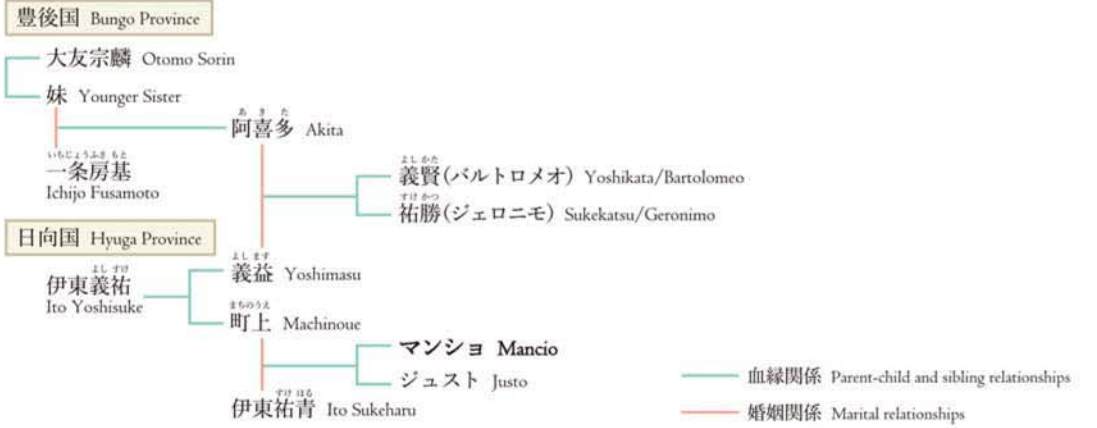 豊後国 Bungo Province
大友宗麟 Otomo Sorin
妹 Younger Sister
あきた
阿喜多 Akita
いちじょうふさもと
一条房基
Ichijo Fusamoto
よしかた
義賢(バルトロメオ) Yoshikata/Bartolomeo
すけかつ
祐勝(ジェロニモ) Sukekatsu/Geronimo
日向国 Hyuga Province
よしすけ
伊東義祐
Ito Yoshisuke
よします
義益 Yoshimasu
まちのうえ
町上 Machinoue
マンショ Mancio
ジュスト Justo
すけはる
伊東祐青 Ito Sukeharu
血縁関係 Parent-child and sibling relationships
婚姻関係 Marital relationships